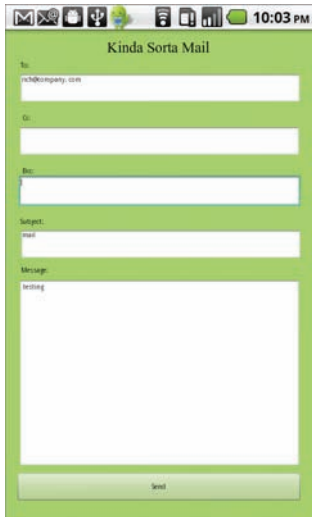 10:03 PM
Kinda Sorta Mail
To:
rich@company.com
Cc:
Bcc:
Subject:
mail
Message:
testing
Send